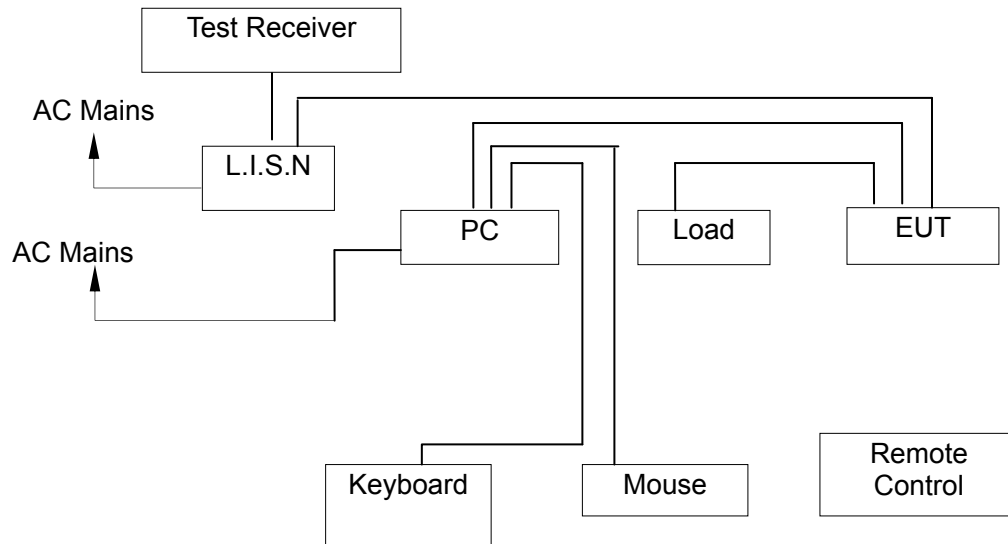 Test Receiver
AC Mains
L.I.S.N
PC
Load
EUT
AC Mains
Keyboard
Mouse
Remote
Control